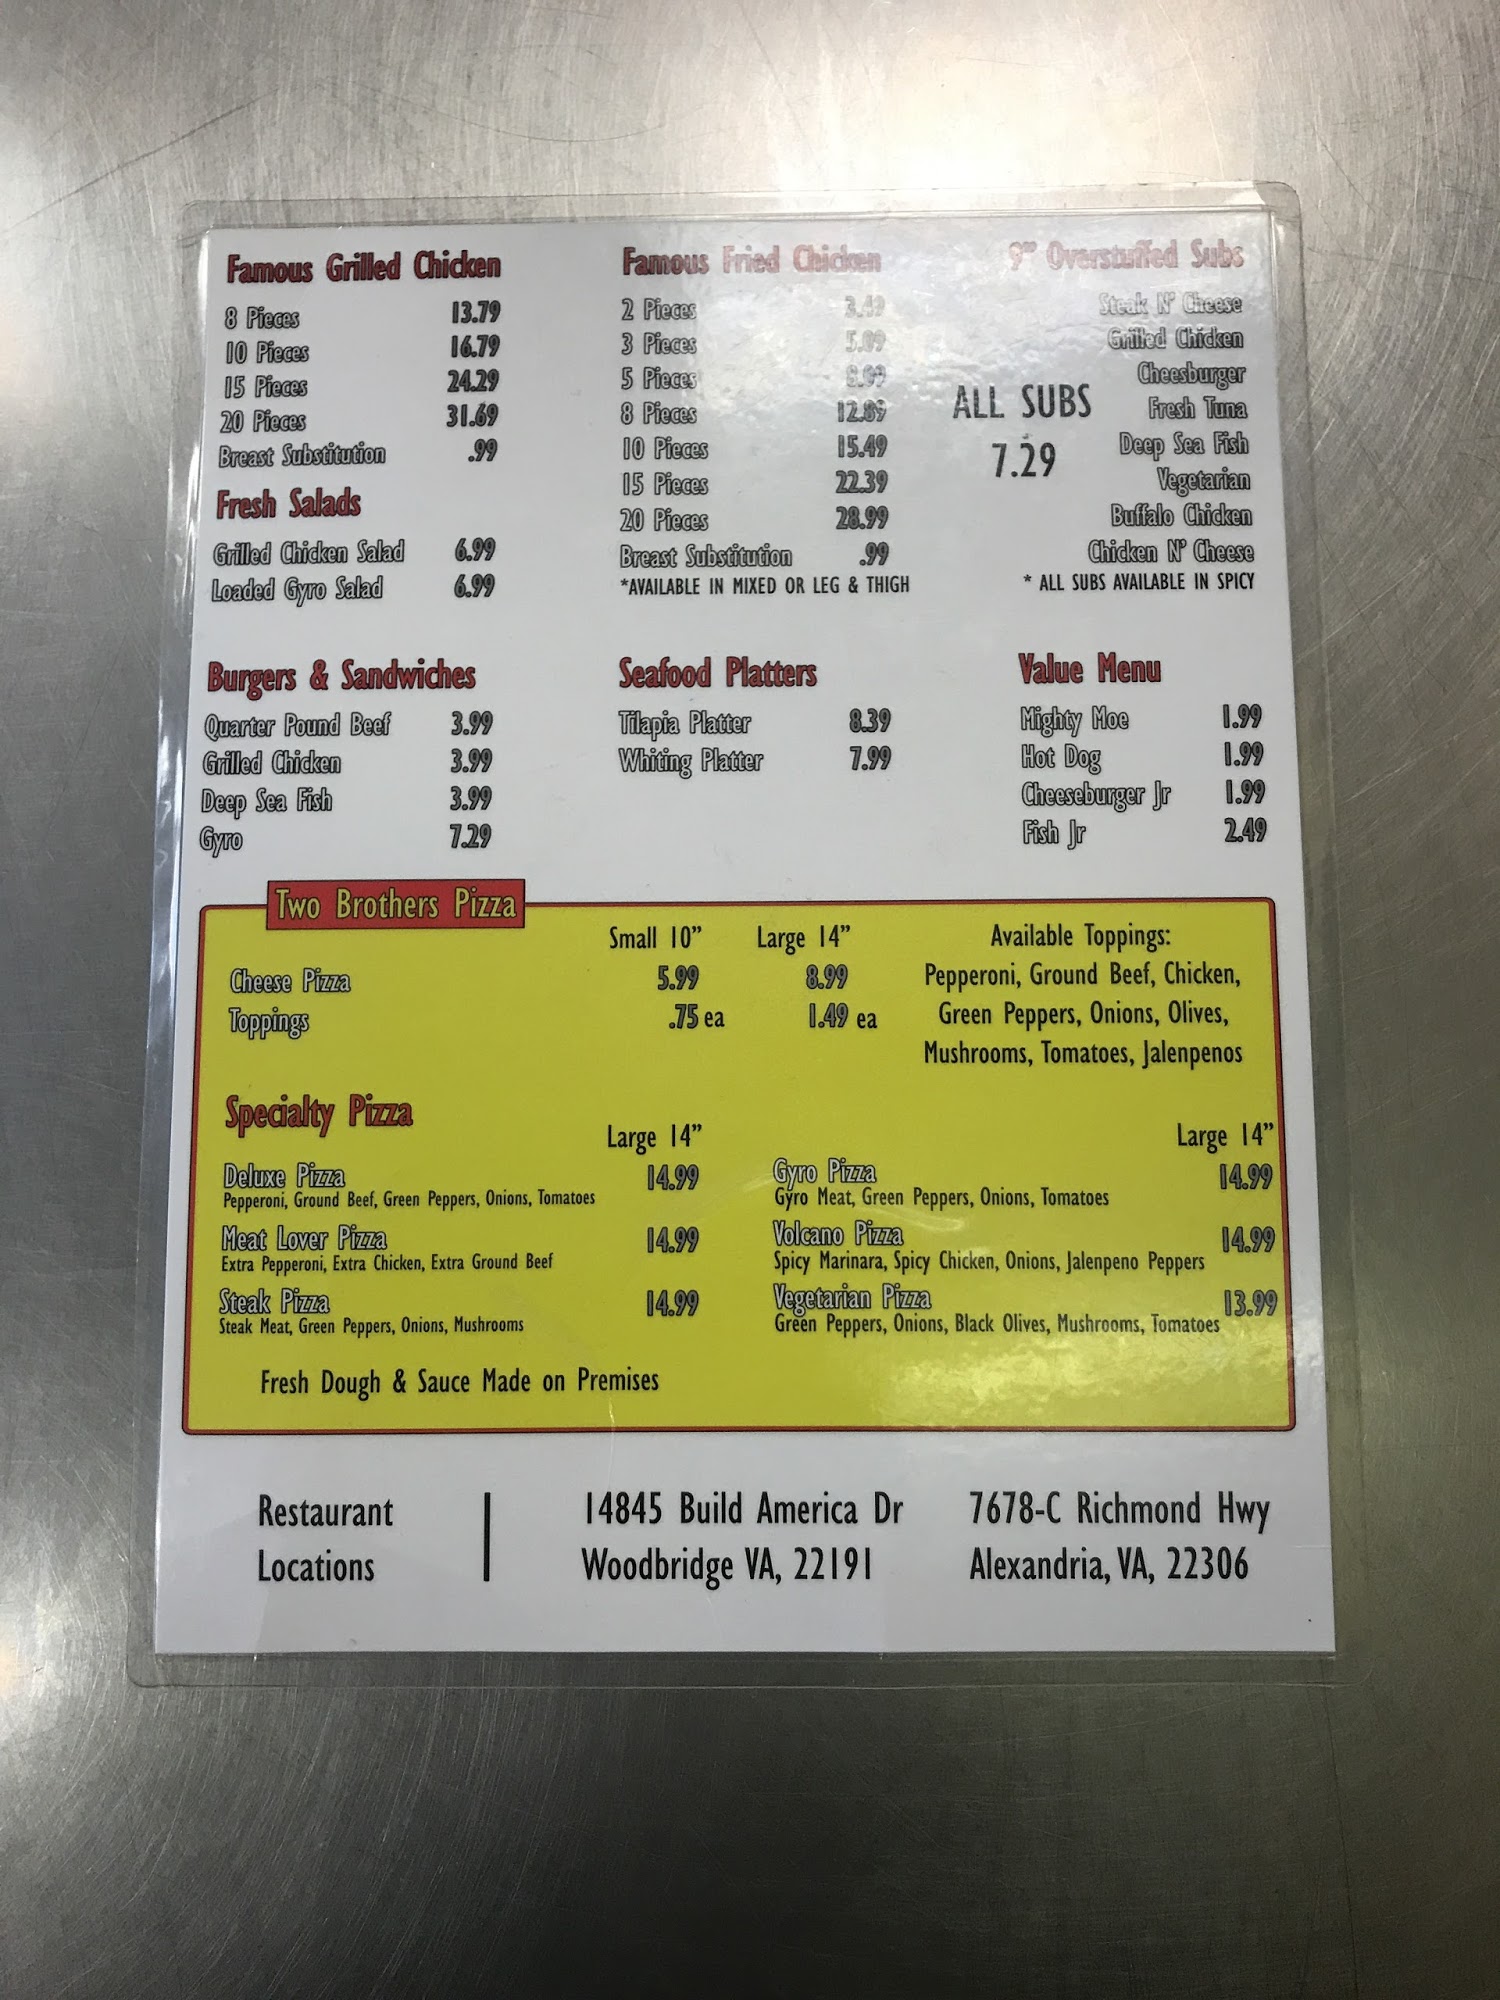 Famous Grilled Chicken
8 Pieces 13.79
10 Pieces 16.79
15 Pieces 24.29
20 Pieces 31.69
Breast Substitution .99
Fresh Salads
Grilled Chicken Salad 6.99
Loaded Gyro Salad 6.99
Famous Fried Chicken
2 Pieces 3.49
3 Pieces
5 Pieces
8 Pieces 12.89
10 Pieces 15.49
15 Pieces 22.39
20 Pieces 28.99
Breast Substitution .99
*AVAILABLE IN MIXED OR LEG & THIGH
9" Overstuffed Subs
ALL SUBS
7.29
Steak N' Cheese
Grilled Chicken
Cheesburger
Fresh Tuna
Deep Sea Fish
Vegetarian
Buffalo Chicken
Chicken N' Cheese
* ALL SUBS AVAILABLE IN SPICY
Burgers & Sandwiches
Quarter Pound Beef 3.99
Grilled Chicken 3.99
Deep Sea Fish 3.99
Gyro 7.29
Seafood Platters
Tilapia Platter 8.39
Whiting Platter 7.99
Value Menu
Mighty Moe 1.99
Hot Dog 1.99
Cheeseburger Jr 1.99
Fish Jr 2.49
Two Brothers Pizza
Small 10" Large 14"
Cheese Pizza 5.99 8.99
Toppings .75 ea 1.49 ea
Available Toppings:
Pepperoni, Ground Beef, Chicken,
Green Peppers, Onions, Olives,
Mushrooms, Tomatoes, Jalenpenos
Specialty Pizza
Large 14"
Deluxe Pizza 14.99
Pepperoni, Ground Beef, Green Peppers, Onions, Tomatoes
Meat Lover Pizza 14.99
Extra Pepperoni, Extra Chicken, Extra Ground Beef
Steak Pizza 14.99
Steak Meat, Green Peppers, Onions, Mushrooms
Large 14"
Gyro Pizza 14.99
Gyro Meat, Green Peppers, Onions, Tomatoes
Volcano Pizza 14.99
Spicy Marinara, Spicy Chicken, Onions, Jalenpeno Peppers
Vegetarian Pizza 13.99
Green Peppers, Onions, Black Olives, Mushrooms, Tomatoes
Fresh Dough & Sauce Made on Premises
Restaurant
Locations
14845 Build America Dr
Woodbridge VA, 22191
7678-C Richmond Hwy
Alexandria, VA, 22306